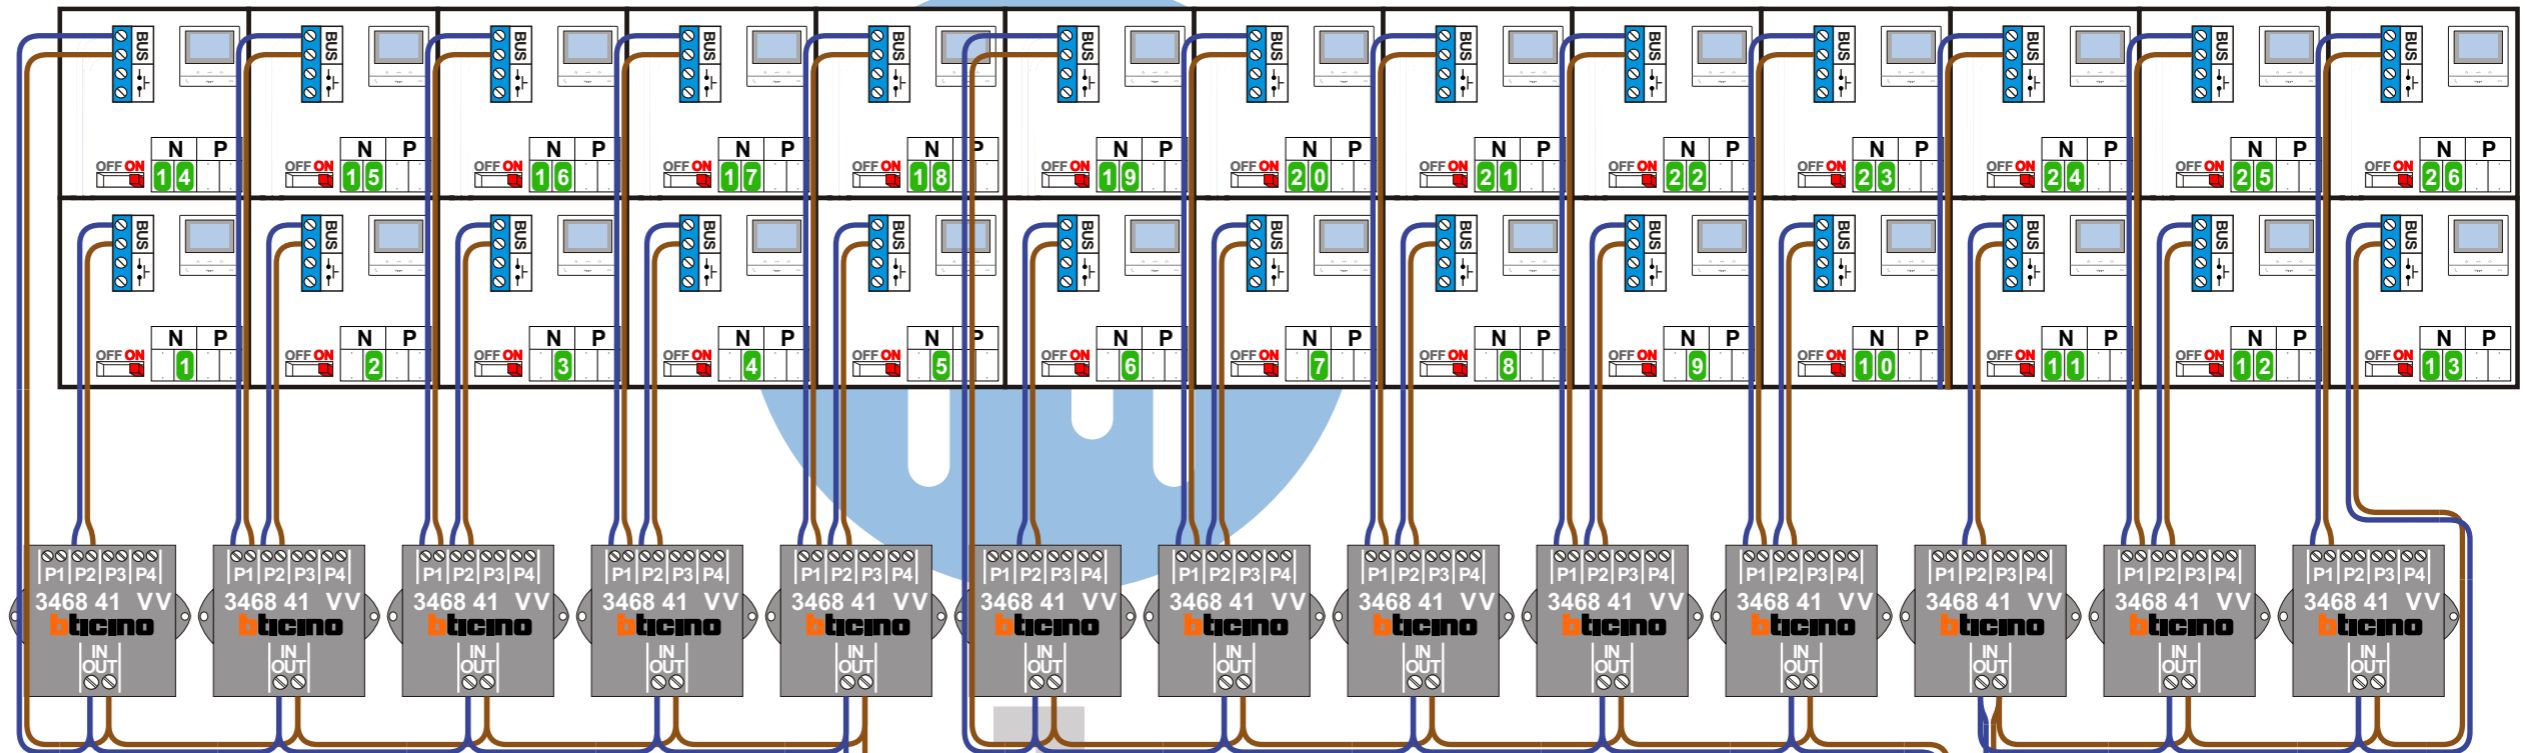 BUS BUS BUS BUS BUS BUS BUS BUS BUS BUS BUS BUS BUS
N P N P N P N P N P N P N P N P N P N P N P N P N P
OFF ON 14 OFF ON 15 OFF ON 16 OFF ON 17 OFF ON 18 OFF ON 19 OFF ON 20 OFF ON 21 OFF ON 22 OFF ON 23 OFF ON 24 OFF ON 25 OFF ON 26
BUS BUS BUS BUS BUS BUS BUS BUS BUS BUS BUS BUS BUS
N P N P N P N P N P N P N P N P N P N P N P N P N P
OFF ON 1 OFF ON 2 OFF ON 3 OFF ON 4 OFF ON 5 OFF ON 6 OFF ON 7 OFF ON 8 OFF ON 9 OFF ON 10 OFF ON 11 OFF ON 12 OFF ON 13
P1 P2 P3 P4 P1 P2 P3 P4 P1 P2 P3 P4 P1 P2 P3 P4 P1 P2 P3 P4 P1 P2 P3 P4 P1 P2 P3 P4 P1 P2 P3 P4 P1 P2 P3 P4 P1 P2 P3 P4 P1 P2 P3 P4 P1 P2 P3 P4 P1 P2 P3 P4
3468 41 VV 3468 41 VV 3468 41 VV 3468 41 VV 3468 41 VV 3468 41 VV 3468 41 VV 3468 41 VV 3468 41 VV 3468 41 VV 3468 41 VV 3468 41 VV 3468 41 VV
bticino bticino bticino bticino bticino bticino bticino bticino bticino bticino bticino bticino bticino
IN IN IN IN IN IN IN IN IN IN IN IN IN
OUT OUT OUT OUT OUT OUT OUT OUT OUT OUT OUT OUT OUT